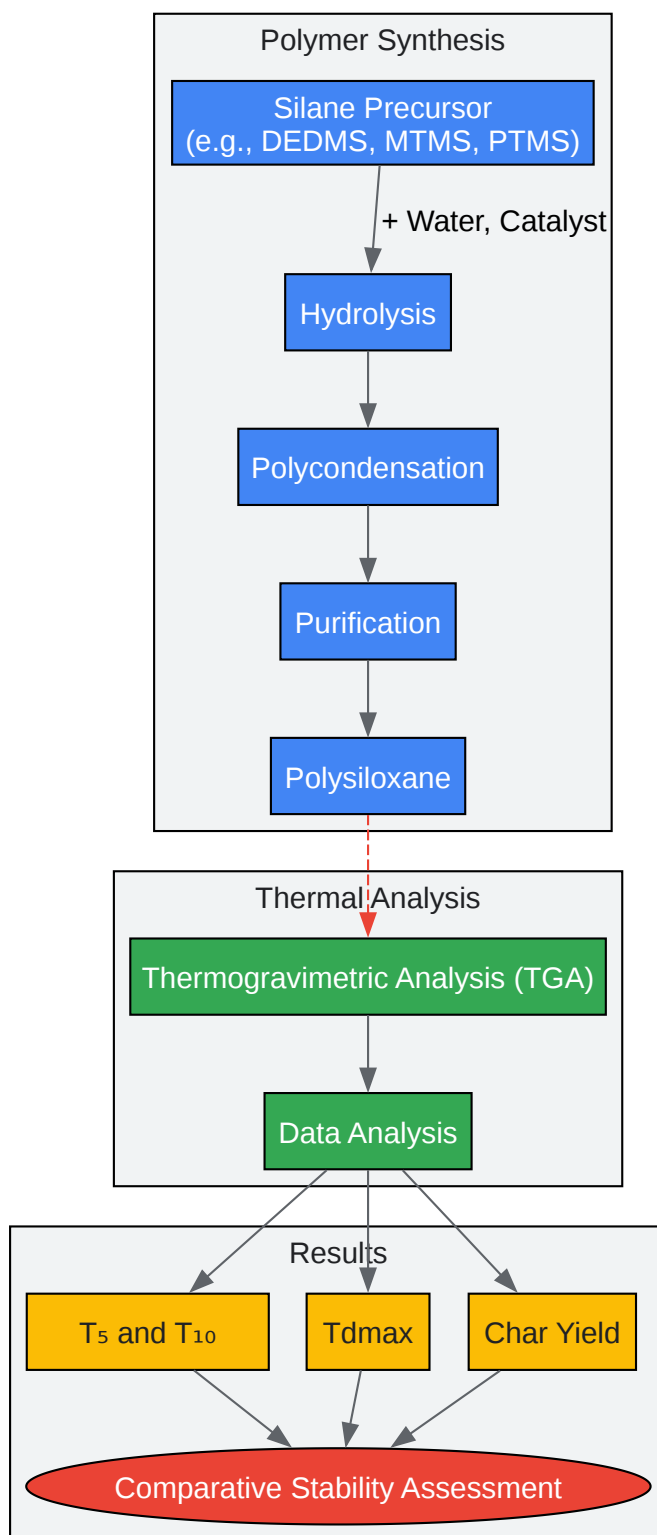 Polymer Synthesis
Silane Precursor
(e.g., DEDMS, MTMS, PTMS)
+ Water, Catalyst
Hydrolysis
Polycondensation
Purification
Polysiloxane
Thermal Analysis
Thermogravimetric Analysis (TGA)
Data Analysis
Results
T₅ and T₁₀
Tdmax
Char Yield
Comparative Stability Assessment